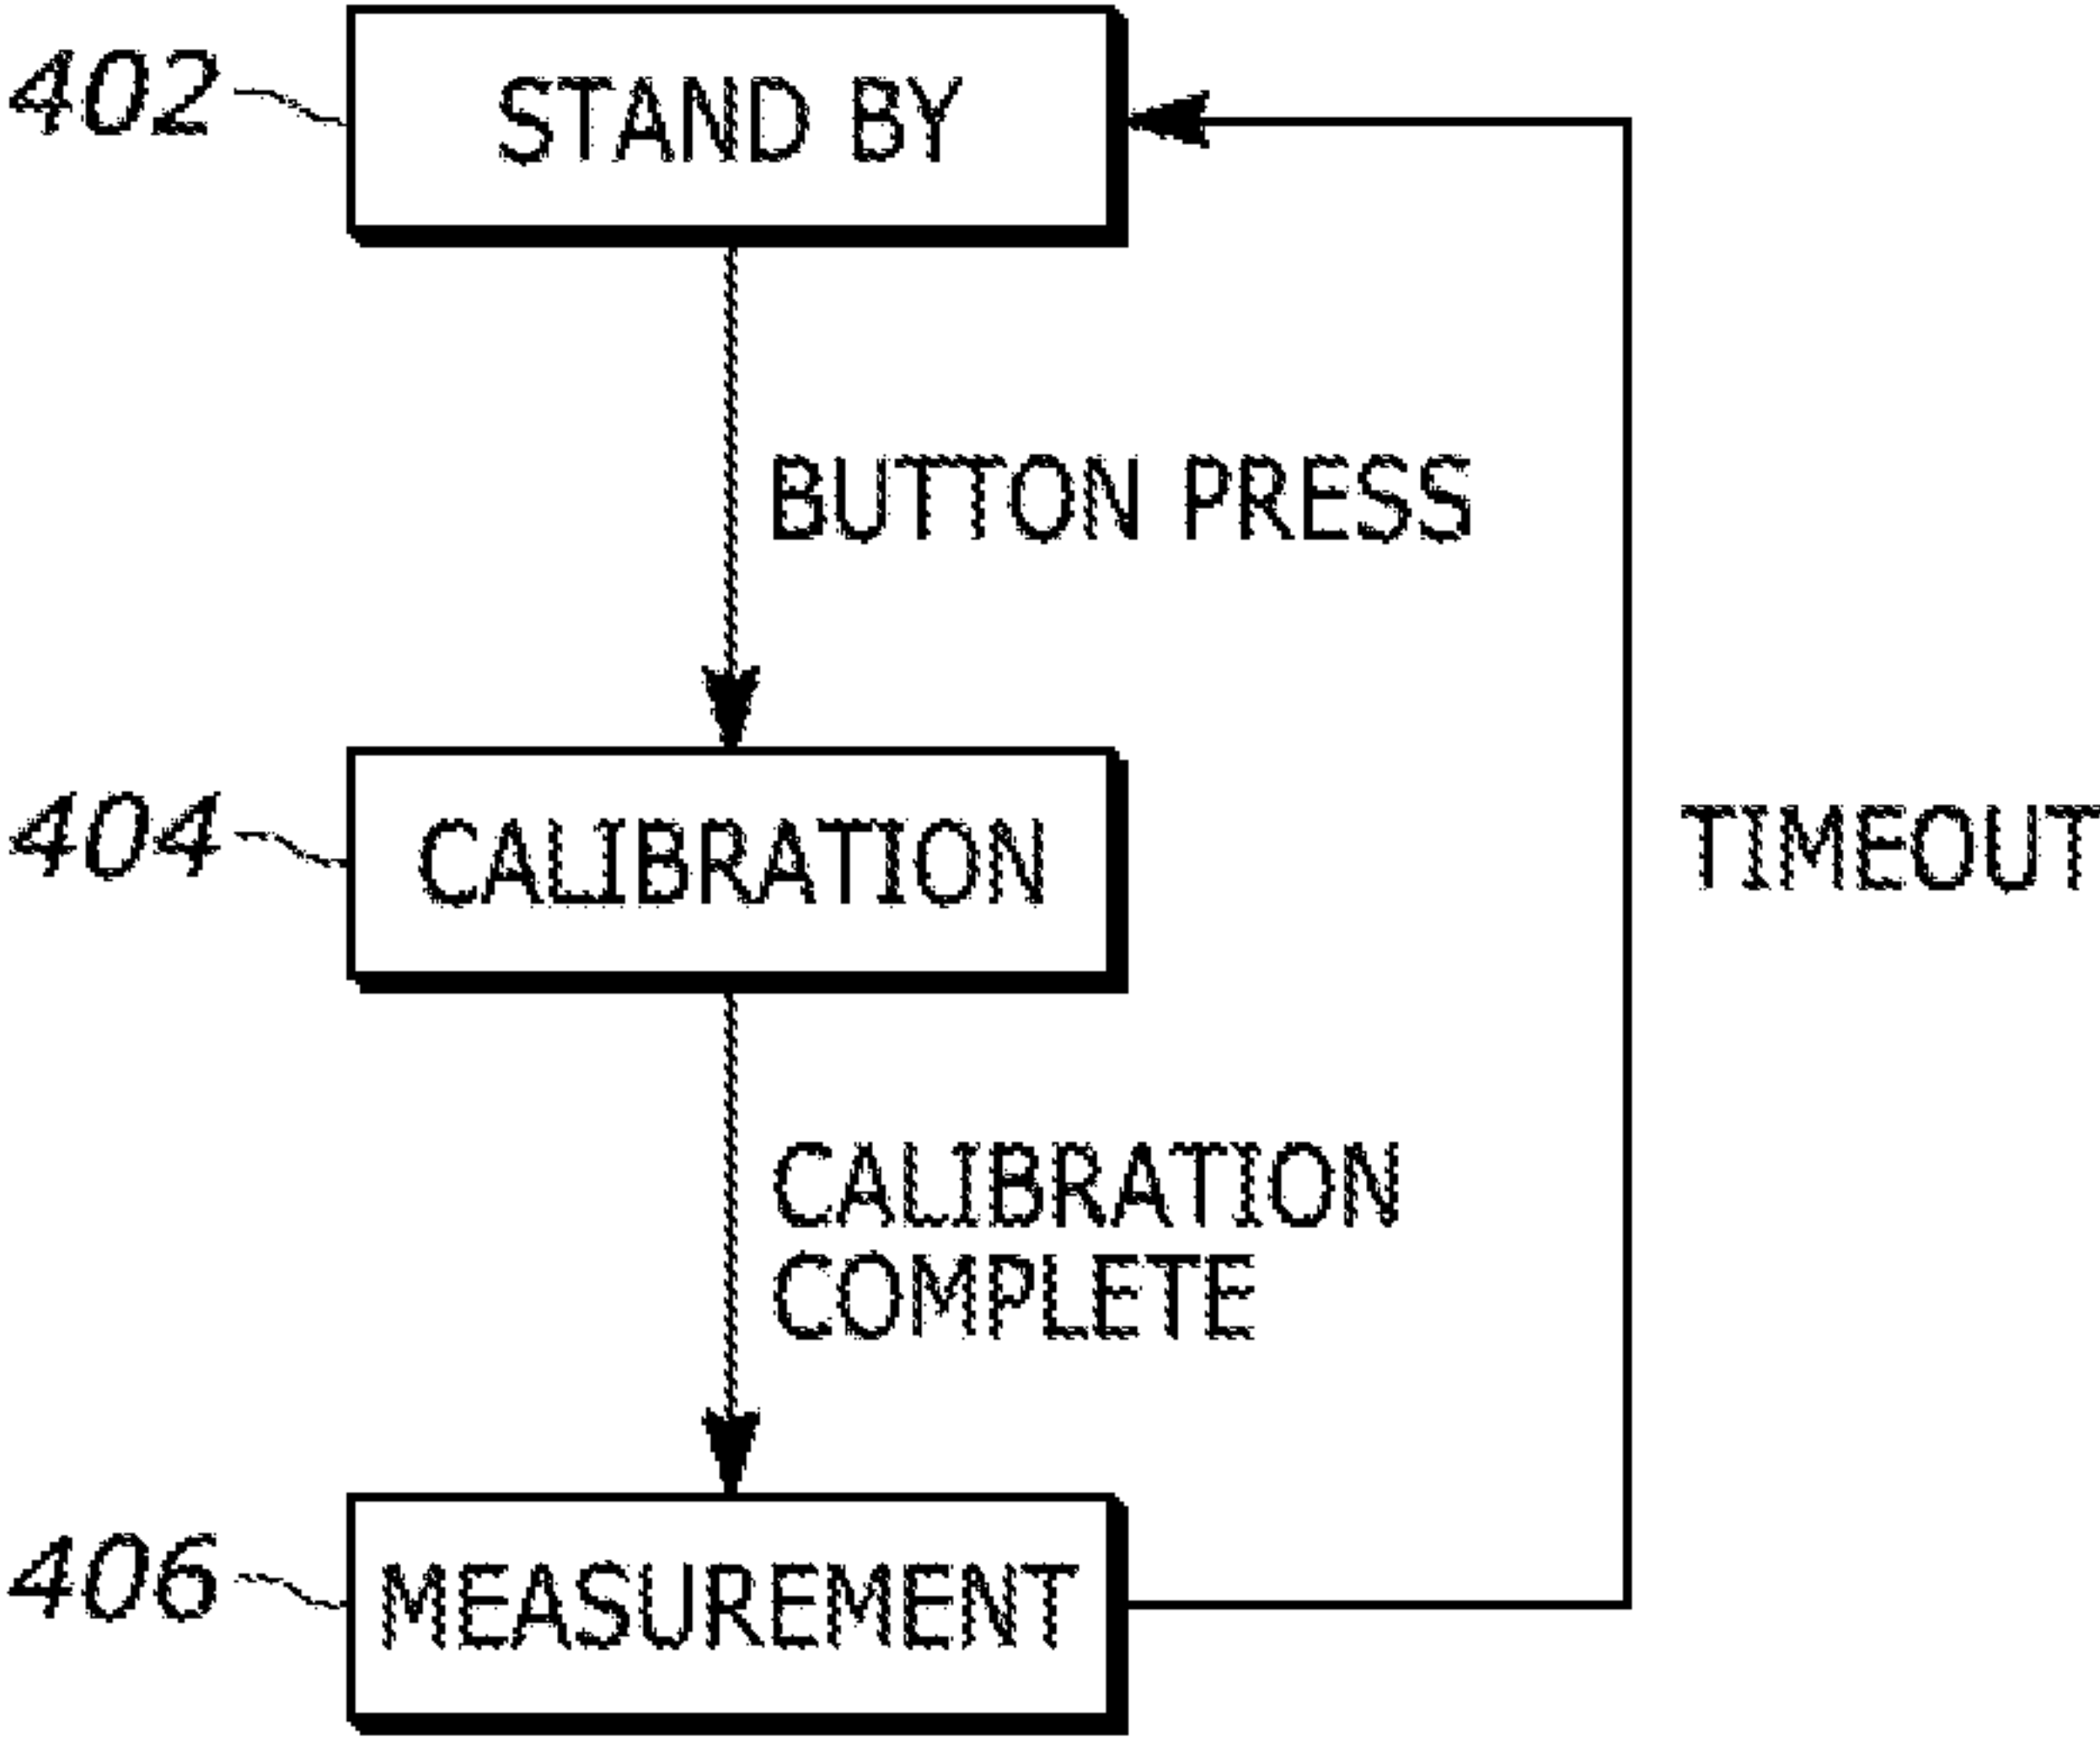 402
STAND BY
BUTTON PRESS
404
CALIBRATION
TIMEOUT
CALIBRATION
COMPLETE
406
MEASUREMENT